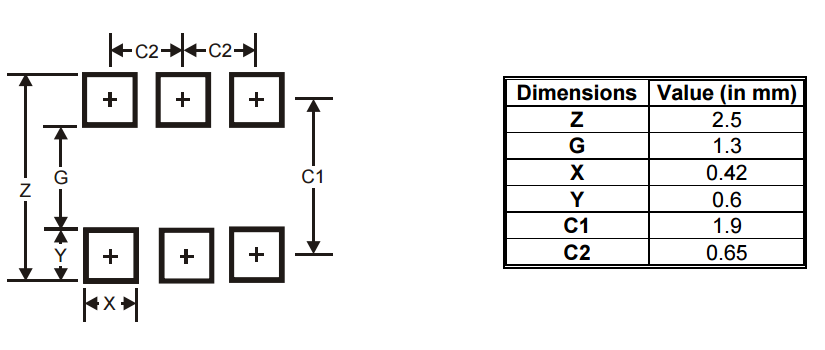 C2 C2
Z
G
C1
Y
X
Dimensions Value (in mm)
Z 2.5
G 1.3
X 0.42
Y 0.6
C1 1.9
C2 0.65